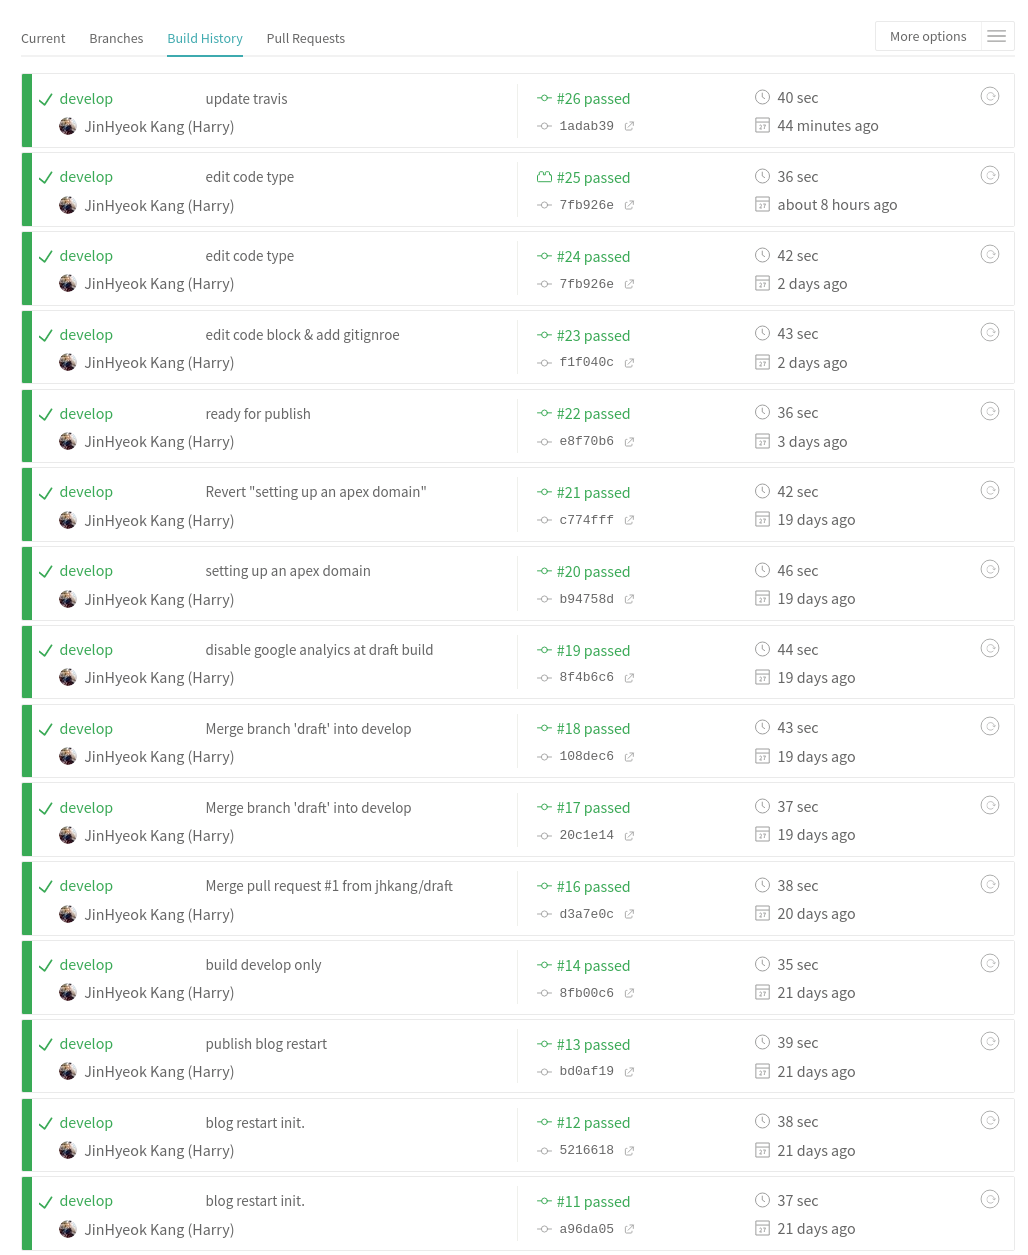 Current Branches Build History Pull Requests More options
develop update travis #26 passed 40 sec
JinHyeok Kang (Harry) 1adab39 44 minutes ago
develop edit code type #25 passed 36 sec
JinHyeok Kang (Harry) 7fb926e about 8 hours ago
develop edit code type #24 passed 42 sec
JinHyeok Kang (Harry) 7fb926e 2 days ago
develop edit code block & add gitignroe #23 passed 43 sec
JinHyeok Kang (Harry) f1f040c 2 days ago
develop ready for publish #22 passed 36 sec
JinHyeok Kang (Harry) e8f70b6 3 days ago
develop Revert "setting up an apex domain" #21 passed 42 sec
JinHyeok Kang (Harry) c774fff 19 days ago
develop setting up an apex domain #20 passed 46 sec
JinHyeok Kang (Harry) b94758d 19 days ago
develop disable google analyics at draft build #19 passed 44 sec
JinHyeok Kang (Harry) 8f4b6c6 19 days ago
develop Merge branch 'draft' into develop #18 passed 43 sec
JinHyeok Kang (Harry) 108dec6 19 days ago
develop Merge branch 'draft' into develop #17 passed 37 sec
JinHyeok Kang (Harry) 20c1e14 19 days ago
develop Merge pull request #1 from jhkang/draft #16 passed 38 sec
JinHyeok Kang (Harry) d3a7e0c 20 days ago
develop build develop only #14 passed 35 sec
JinHyeok Kang (Harry) 8fb00c6 21 days ago
develop publish blog restart #13 passed 39 sec
JinHyeok Kang (Harry) bd0af19 21 days ago
develop blog restart init. #12 passed 38 sec
JinHyeok Kang (Harry) 5216618 21 days ago
develop blog restart init. #11 passed 37 sec
JinHyeok Kang (Harry) a96da05 21 days ago